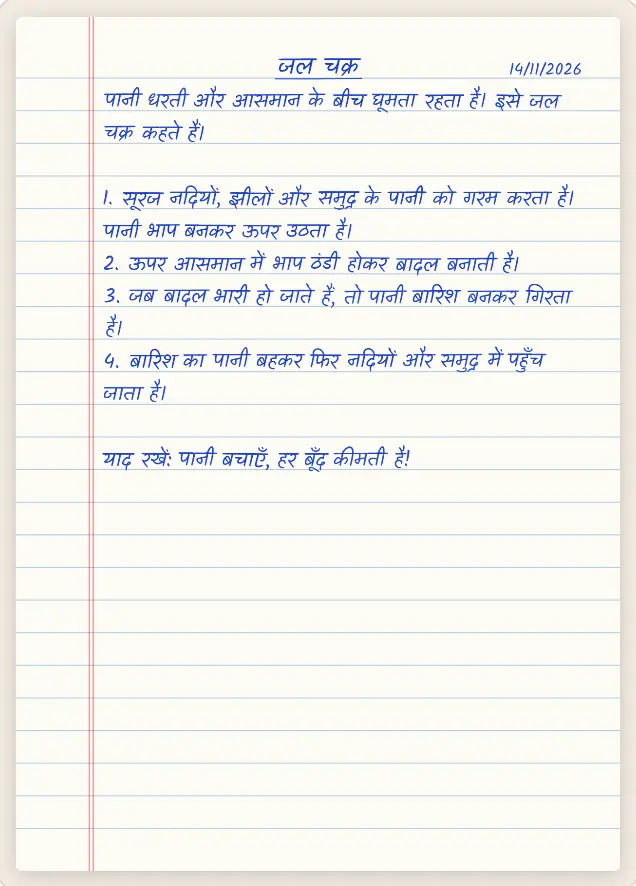 जल चक्र
14/11/2026
पानी धरती और आसमान के बीच घूमता रहता है। इसे जल
चक्र कहते हैं।
1. सूरज नदियों, झीलों और समुद्र के पानी को गरम करता है।
पानी भाप बनकर ऊपर उठता है।
2. ऊपर आसमान में भाप ठंडी होकर बादल बनाती है।
3. जब बादल भारी हो जाते हैं, तो पानी बारिश बनकर गिरता
है।
4. बारिश का पानी बहकर फिर नदियों और समुद्र में पहुँच
जाता है।
याद रखें: पानी बचाएँ, हर बूँद कीमती है!